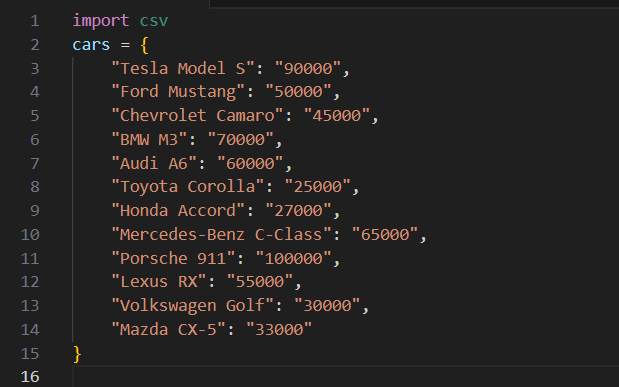 1 import csv
2 cars = {
3     "Tesla Model S": "90000",
4     "Ford Mustang": "50000",
5     "Chevrolet Camaro": "45000",
6     "BMW M3": "70000",
7     "Audi A6": "60000",
8     "Toyota Corolla": "25000",
9     "Honda Accord": "27000",
10     "Mercedes-Benz C-Class": "65000",
11     "Porsche 911": "100000",
12     "Lexus RX": "55000",
13     "Volkswagen Golf": "30000",
14     "Mazda CX-5": "33000"
15 }
16